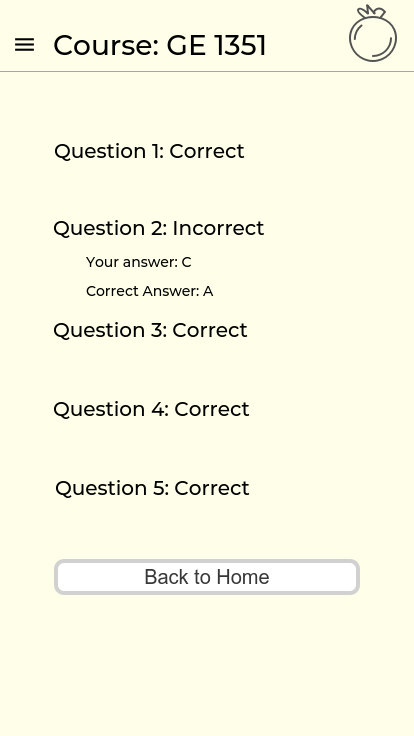 Course: GE 1351
Question 1: Correct
Question 2: Incorrect
Your answer: C
Correct Answer: A
Question 3: Correct
Question 4: Correct
Question 5: Correct
Back to Home